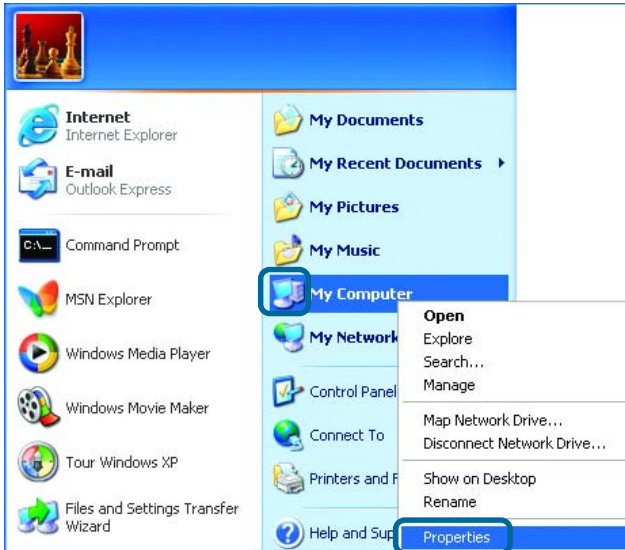 Internet
Internet Explorer
E-mail
Outlook Express
C:\_
Command Prompt
MSN Explorer
Windows Media Player
Windows Movie Maker
Tour Windows XP
Files and Settings Transfer
Wizard
My Documents
My Recent Documents
My Pictures
My Music
My Computer
My Network
Control Panel
Connect To
Printers and F
Help and Sup
Open
Explore
Search...
Manage
Map Network Drive...
Disconnect Network Drive...
Show on Desktop
Rename
Properties